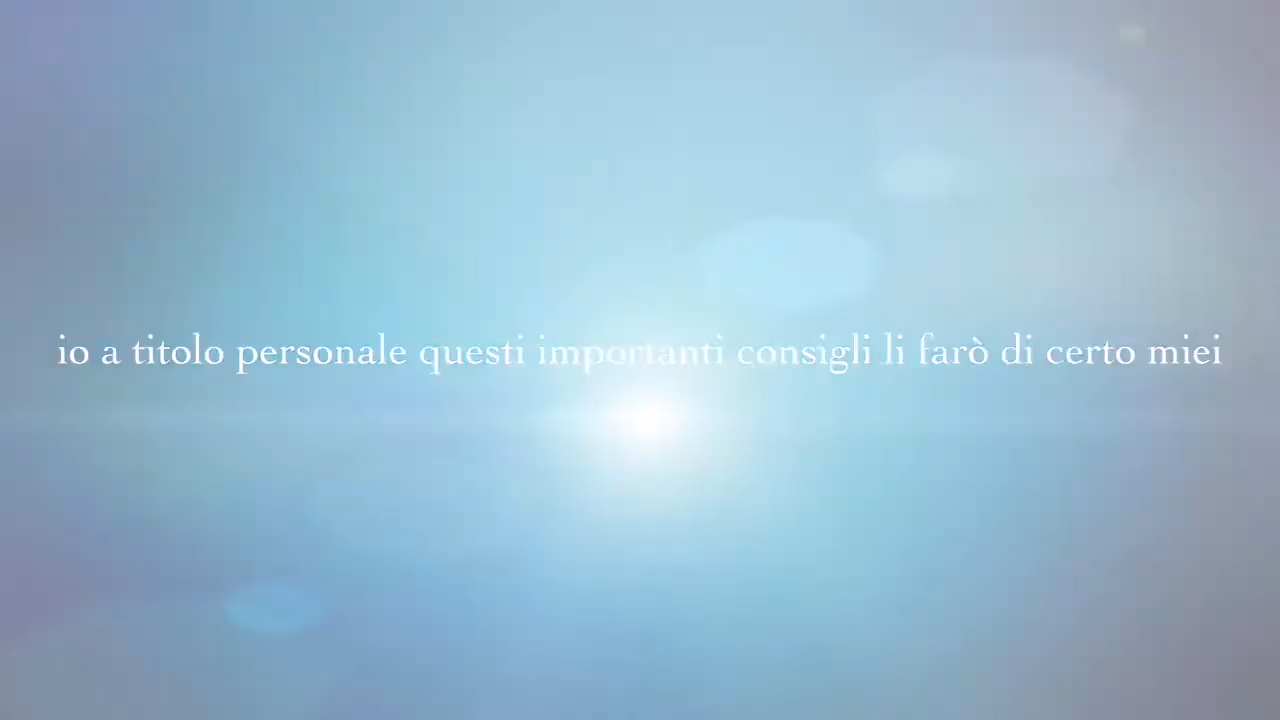 io a titolo personale questi importanti consigli li farò di certo miei